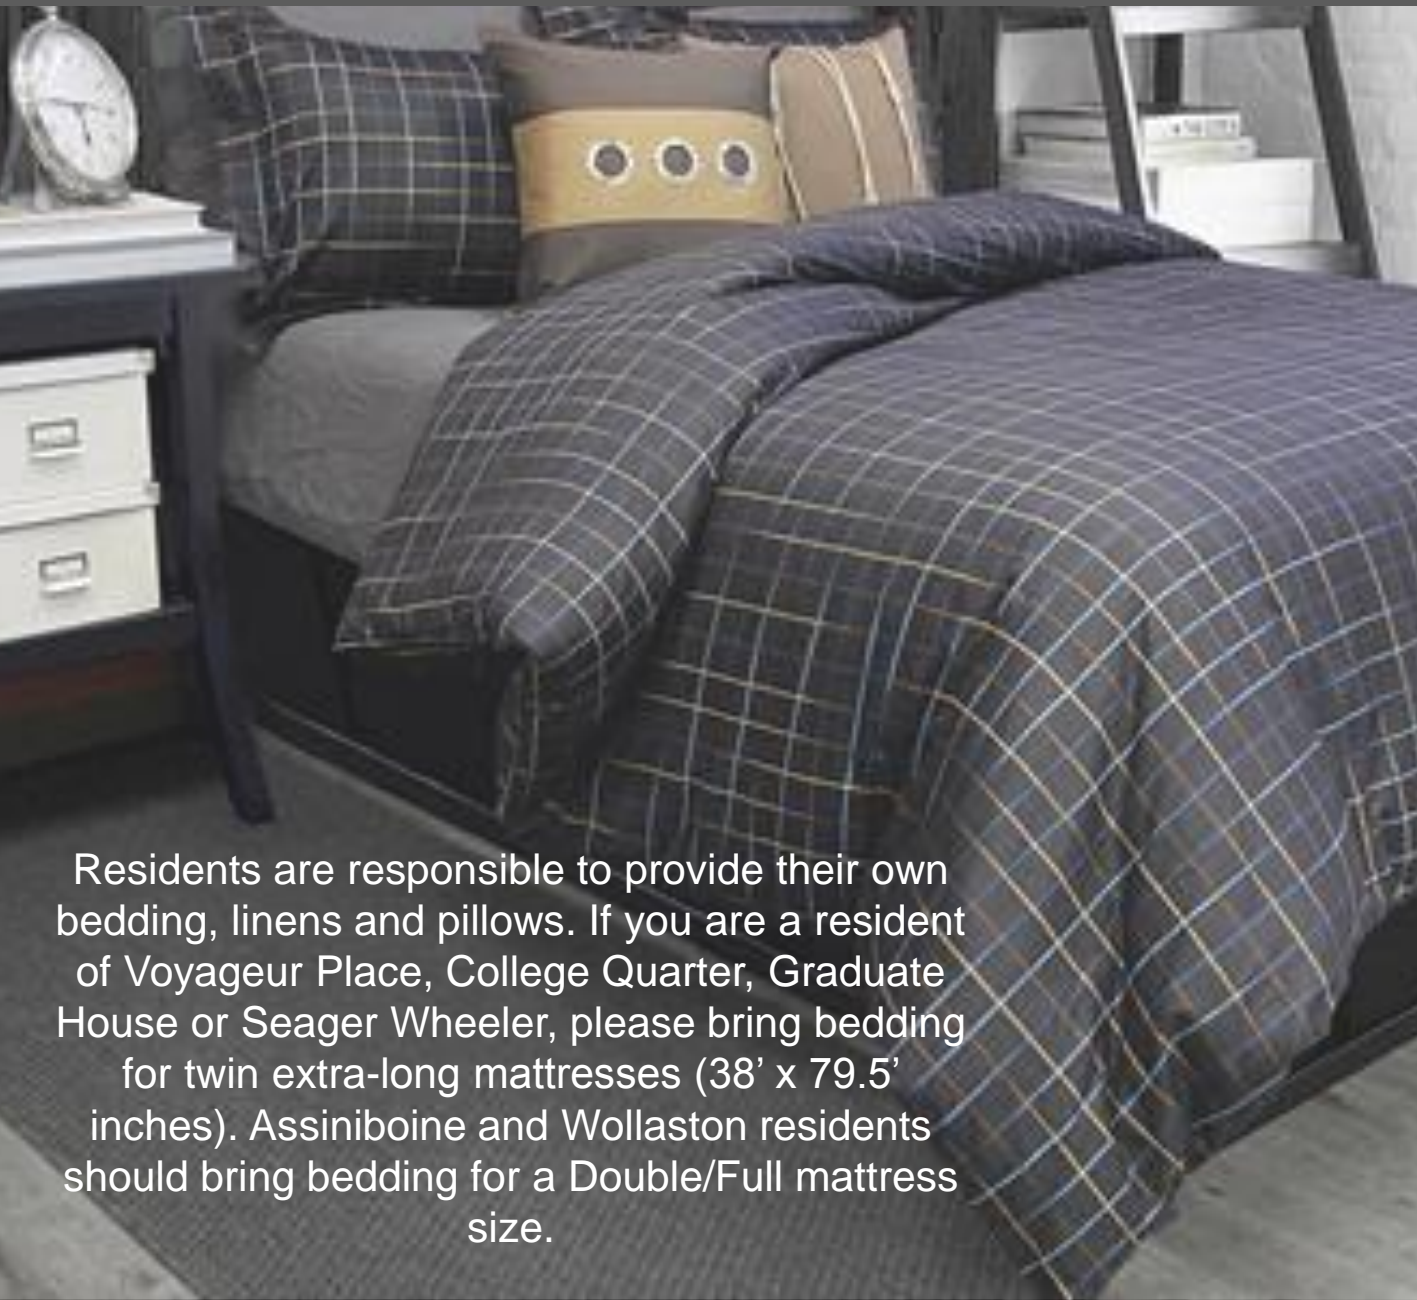 Residents are responsible to provide their own
bedding, linens and pillows. If you are a resident
of Voyageur Place, College Quarter, Graduate
House or Seager Wheeler, please bring bedding
for twin extra-long mattresses (38’ x 79.5’
inches). Assiniboine and Wollaston residents
should bring bedding for a Double/Full mattress
size.